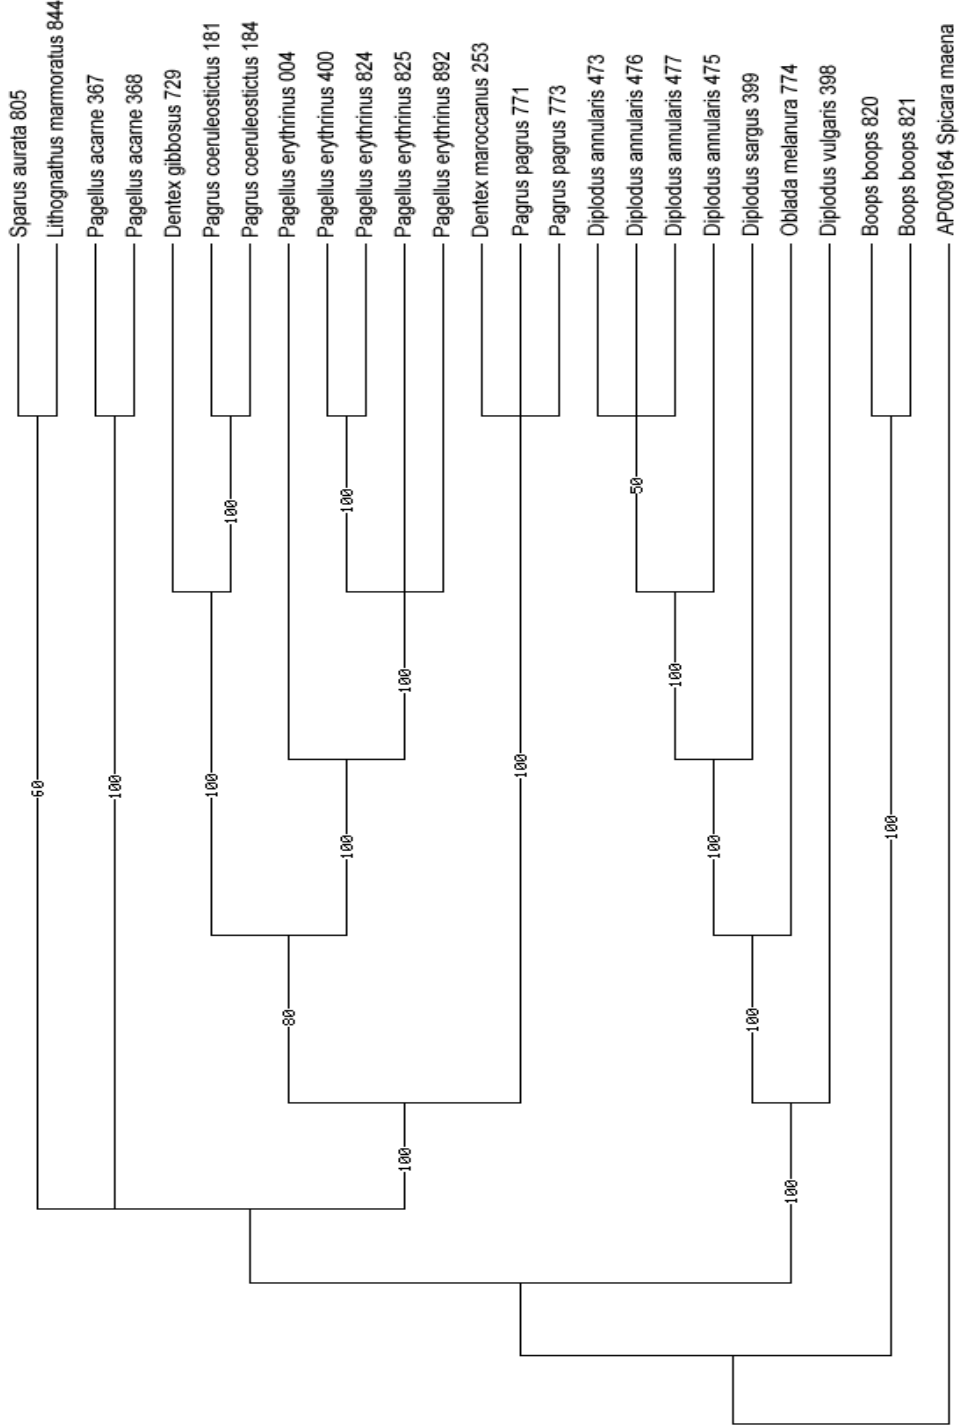 Sparus aurata 805
Lithognathus marmoratus 844
Pagellus acarne 367
Pagellus acarne 368
Dentex gibbosus 729
Pagrus coeruleostictus 181
Pagrus coeruleostictus 184
Pagellus erythrinus 004
Pagellus erythrinus 400
Pagellus erythrinus 824
Pagellus erythrinus 825
Pagellus erythrinus 892
Dentex maroccanus 253
Pagrus pagrus 771
Pagrus pagrus 773
Diplodus annularis 473
Diplodus annularis 476
Diplodus annularis 477
Diplodus annularis 475
Diplodus sargus 399
Oblada melanura 774
Diplodus vulgaris 398
Boops boops 820
Boops boops 821
AP009164 Spicara maena
60
100
100
100
80
100
100
100
100
100
50
100
100
100
100
100